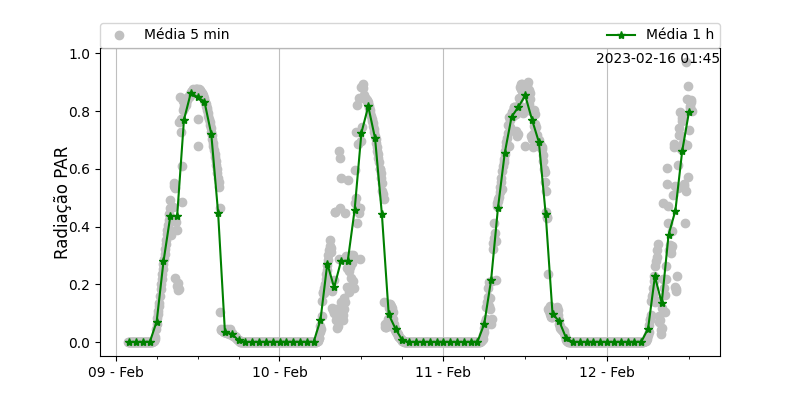 Média 5 min
Média 1 h
2023-02-16 01:45
Radiação PAR
1.0
0.8
0.6
0.4
0.2
0.0
09 - Feb
10 - Feb
11 - Feb
12 - Feb